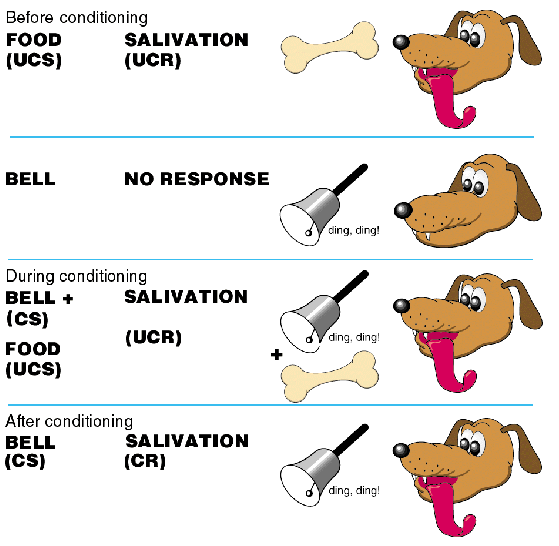 Before conditioning
FOOD SALIVATION
(UCS) (UCR)
BELL NO RESPONSE
ding, ding!
During conditioning
BELL + SALIVATION
(CS)
ding, ding!
(UCR)
FOOD
+
(UCS)
After conditioning
BELL SALIVATION
(CS) (CR)
ding, ding!